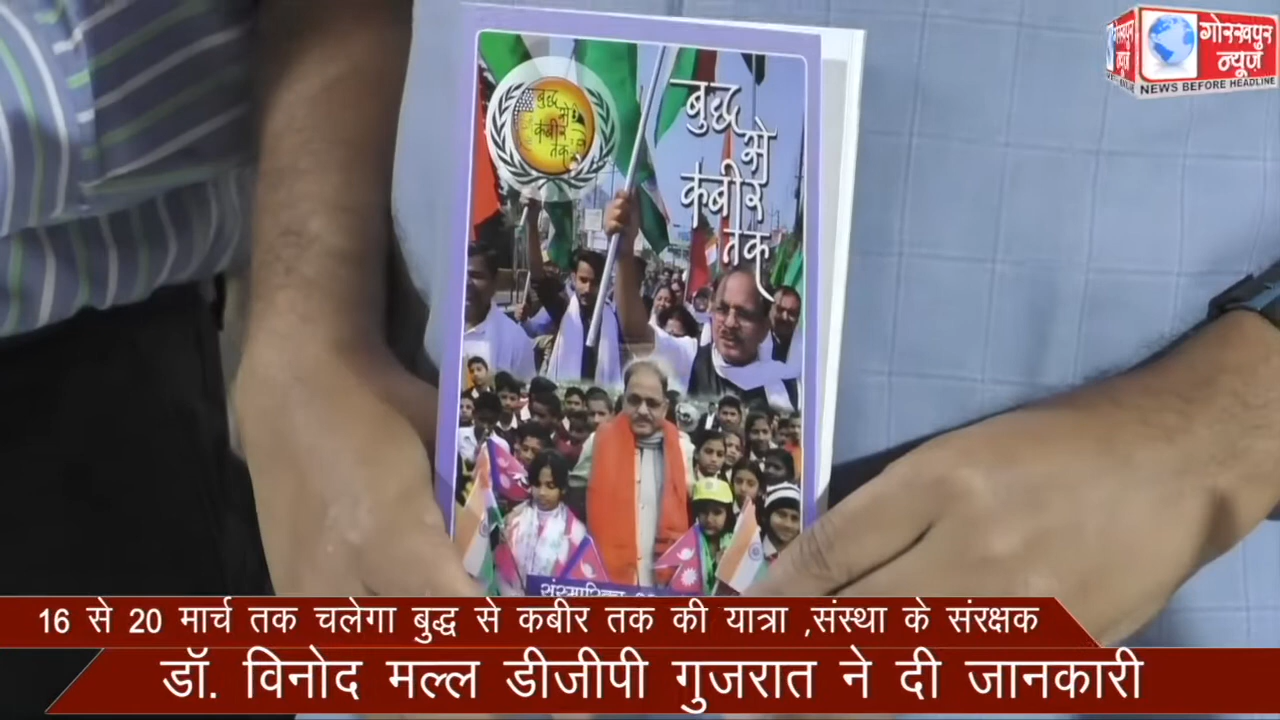 गोरखपुर
न्यूज़
NEWS BEFORE HEADLINE
बुद्ध
से
कबीर
तक
बुद्ध
से
कबीर
तक
16 से 20 मार्च तक चलेगा बुद्ध से कबीर तक की यात्रा ,संस्था के संरक्षक
डॉ. विनोद मल्ल डीजीपी गुजरात ने दी जानकारी